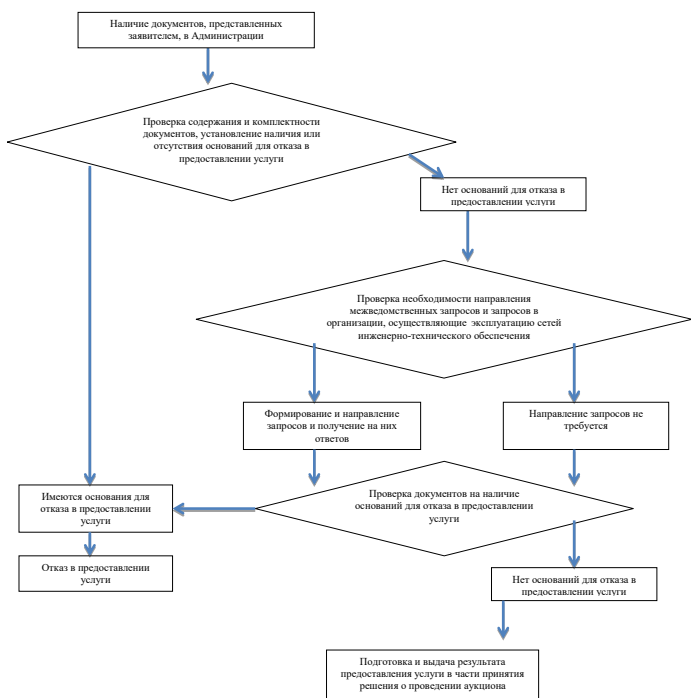 Наличие документов, представленных
заявителем, в Администрации
Проверка содержания и комплектности
документов, установление наличия или
отсутствия оснований для отказа в
предоставлении услуги
Нет оснований для отказа в
предоставлении услуги
Проверка необходимости направления
межведомственных запросов и запросов в
организации, осуществляющие эксплуатацию сетей
инженерно-технического обеспечения
Формирование и направление
запросов и получение на них
ответов
Направление запросов не
требуется
Имеются основания для
отказа в предоставлении
услуги
Проверка документов на наличие
оснований для отказа в предоставлении
услуги
Отказ в предоставлении
услуги
Нет оснований для отказа в
предоставлении услуги
Подготовка и выдача результата
предоставления услуги в части принятия
решения о проведении аукциона